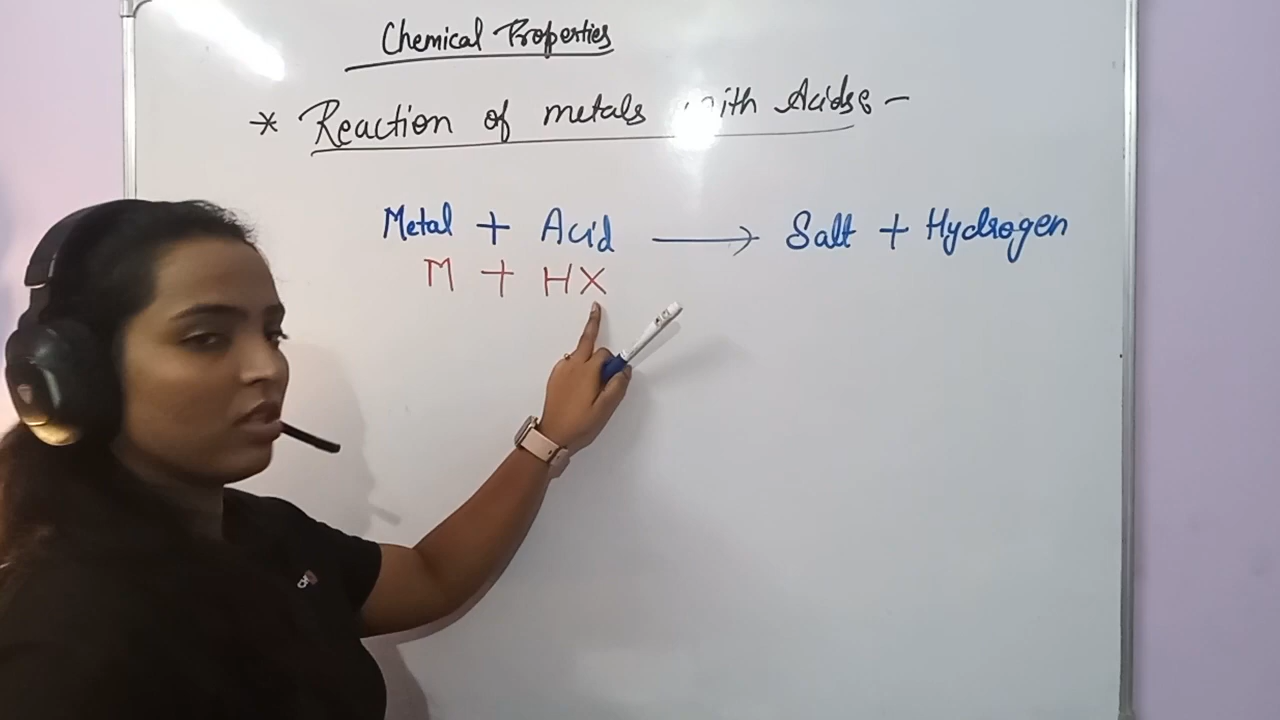 Chemical Properties
* Reaction of metals with Acids :-
Metal + Acid ⟶ Salt + Hydrogen
M + HX